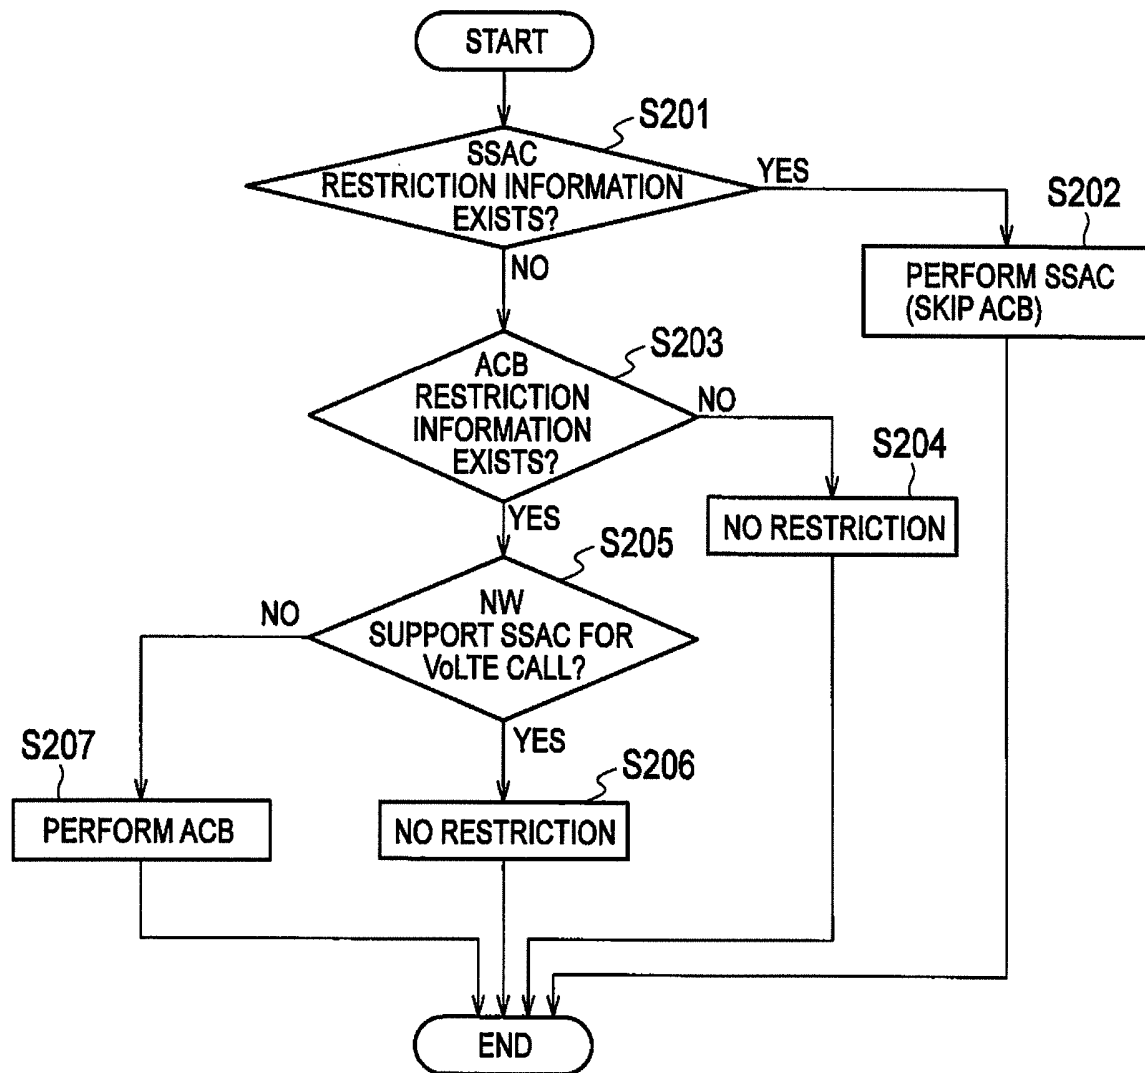 START
S201
SSAC
RESTRICTION INFORMATION
EXISTS?
YES
NO
S202
PERFORM SSAC
(SKIP ACB)
S203
ACB
RESTRICTION
INFORMATION
EXISTS?
NO
YES
S204
NO RESTRICTION
S205
NW
SUPPORT SSAC FOR
VoLTE CALL?
NO
YES
S207
PERFORM ACB
S206
NO RESTRICTION
END